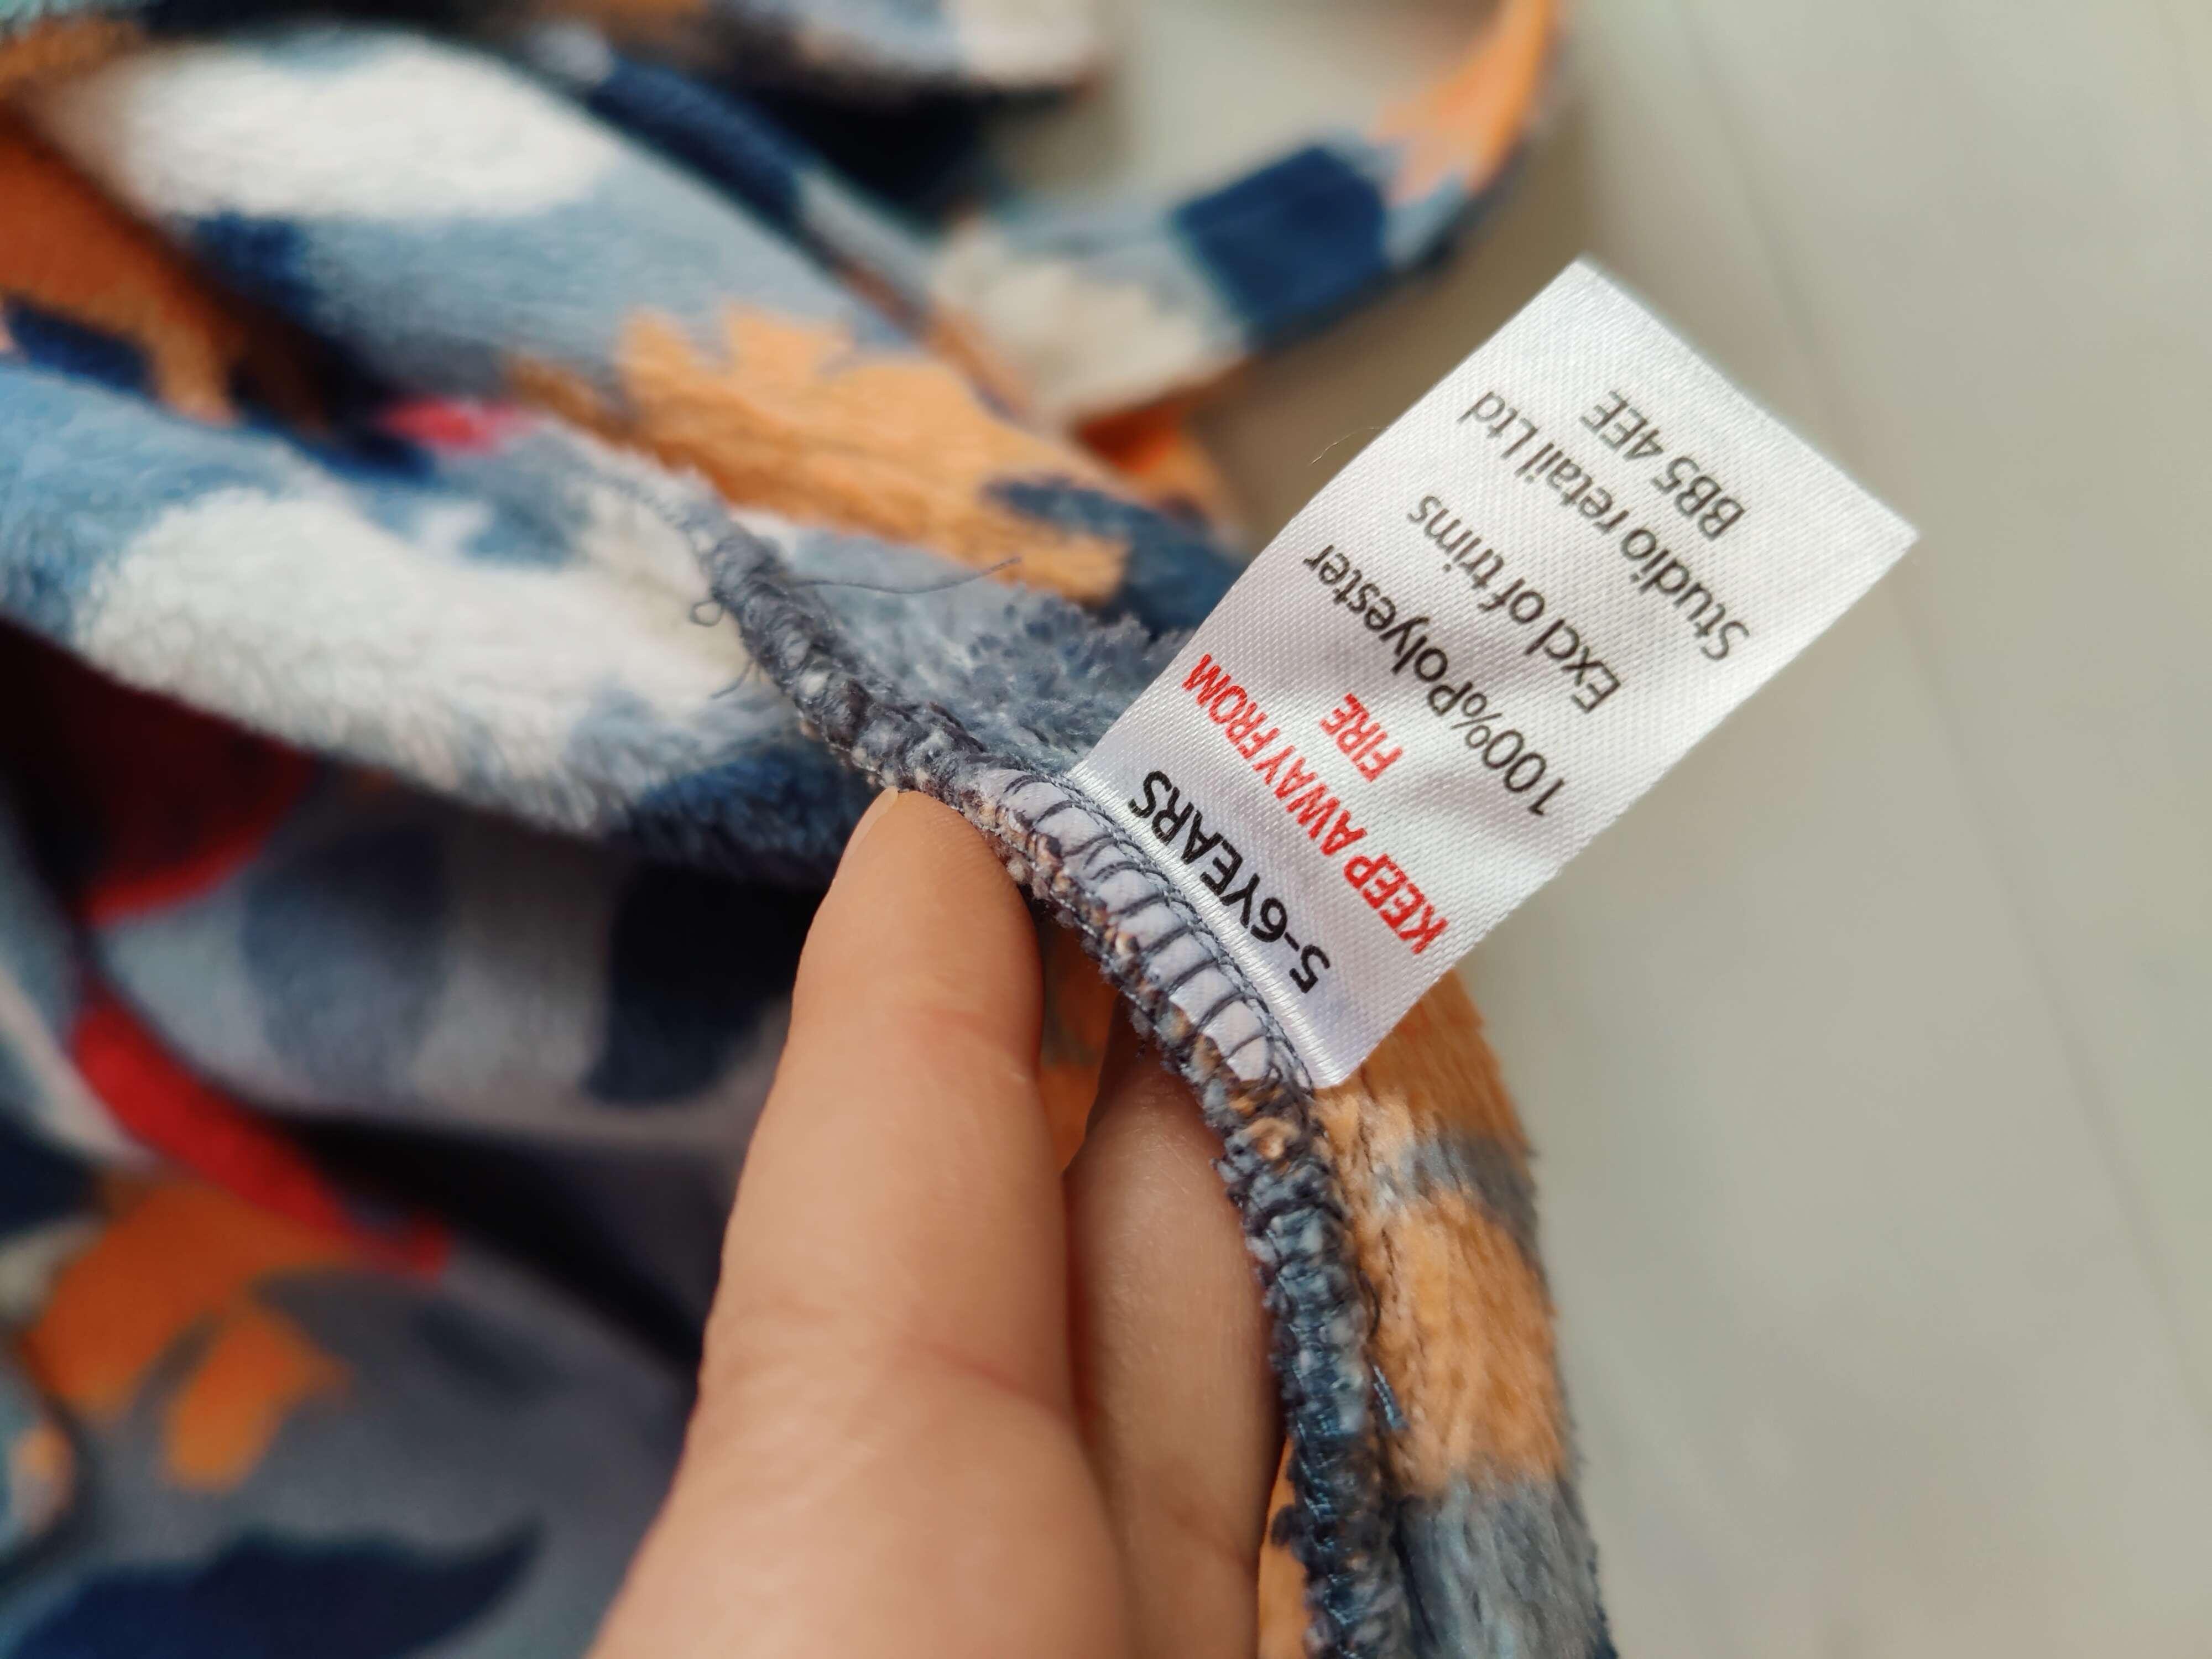 5-6YEARS
KEEP AWAY FROM
FIRE
100%Polyester
Excl of trims
Studio retail Ltd
BB5 4EE